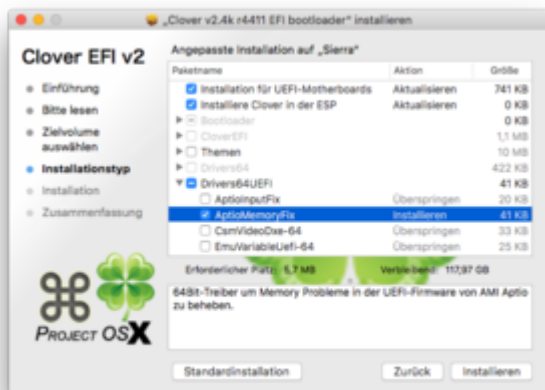 „Clover v2.4k r4411 EFI bootloader“ installieren
Clover EFI v2
Angepasste Installation auf „Sierra“
Paketname Aktion Größe
Installation für UEFI-Motherboards Aktualisieren 741 KB
Installiere Clover in der ESP Aktualisieren 0 KB
Bootloader 0 KB
CloverEFI 1,1 MB
Themen 10 MB
Drivers64 422 KB
Drivers64UEFI 41 KB
AptioInputFix Überspringen 20 KB
AptioMemoryFix Installieren 41 KB
CsmVideoDxe-64 Überspringen 33 KB
EmuVariableUefi-64 Überspringen 25 KB
Einführung
Bitte lesen
Zielvolume
auswählen
Installationstyp
Installation
Zusammenfassung
Erforderlicher Platz: 5,7 MB Verbleibend: 117,97 GB
64Bit-Treiber um Memory Probleme in der UEFI-Firmware von AMI Aptio
zu beheben.
PROJECT OSX
Standardinstallation Zurück Installieren